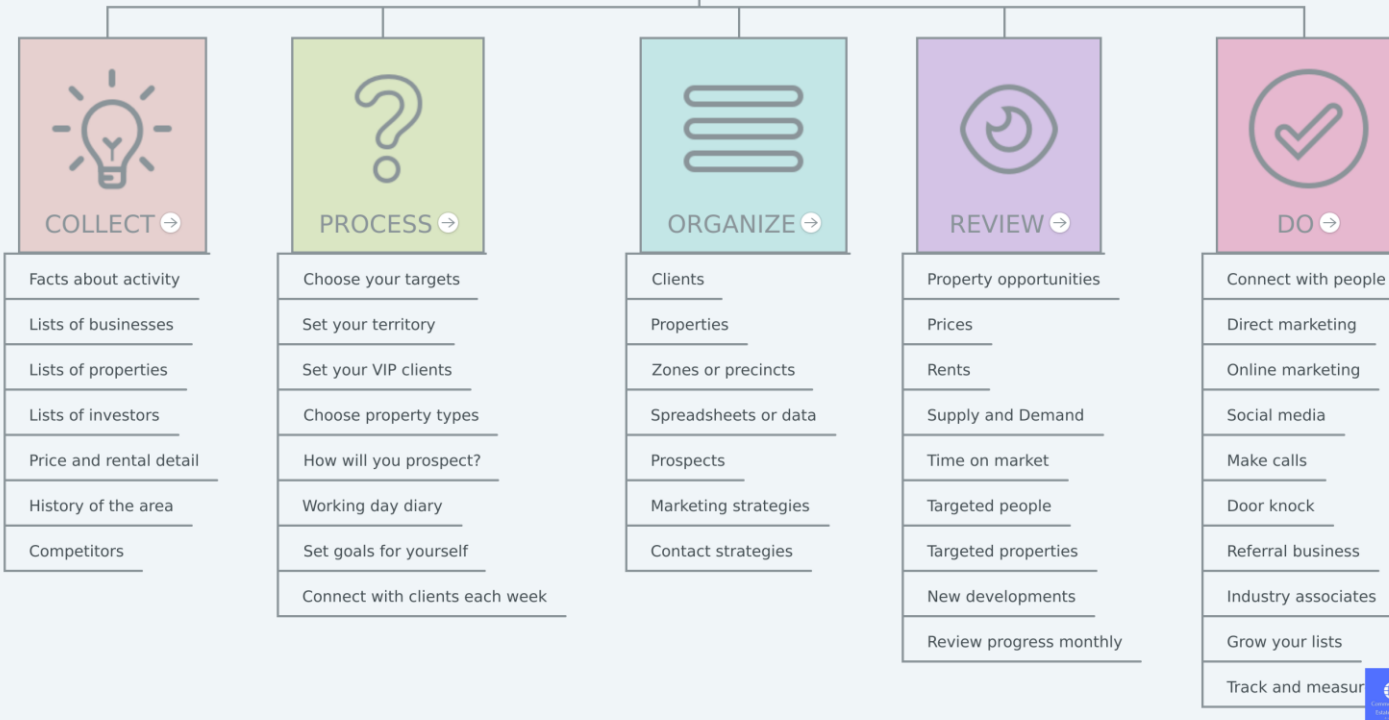 COLLECT
Facts about activity
Lists of businesses
Lists of properties
Lists of investors
Price and rental detail
History of the area
Competitors
PROCESS
Choose your targets
Set your territory
Set your VIP clients
Choose property types
How will you prospect?
Working day diary
Set goals for yourself
Connect with clients each week
ORGANIZE
Clients
Properties
Zones or precincts
Spreadsheets or data
Prospects
Marketing strategies
Contact strategies
REVIEW
Property opportunities
Prices
Rents
Supply and Demand
Time on market
Targeted people
Targeted properties
New developments
Review progress monthly
DO
Connect with people
Direct marketing
Online marketing
Social media
Make calls
Door knock
Referral business
Industry associates
Grow your lists
Track and measur